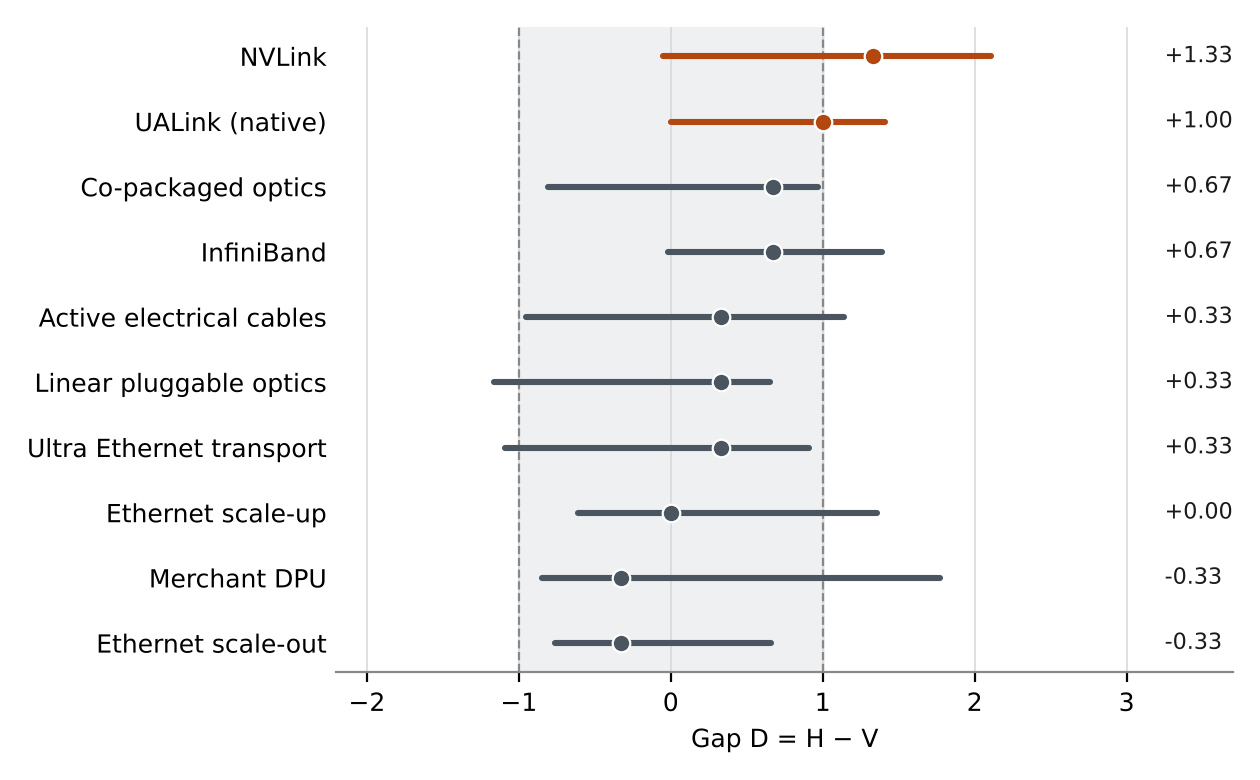 NVLink +1.33
UALink (native) +1.00
Co-packaged optics +0.67
InfiniBand +0.67
Active electrical cables +0.33
Linear pluggable optics +0.33
Ultra Ethernet transport +0.33
Ethernet scale-up +0.00
Merchant DPU -0.33
Ethernet scale-out -0.33
−2 −1 0 1 2 3
Gap D = H − V